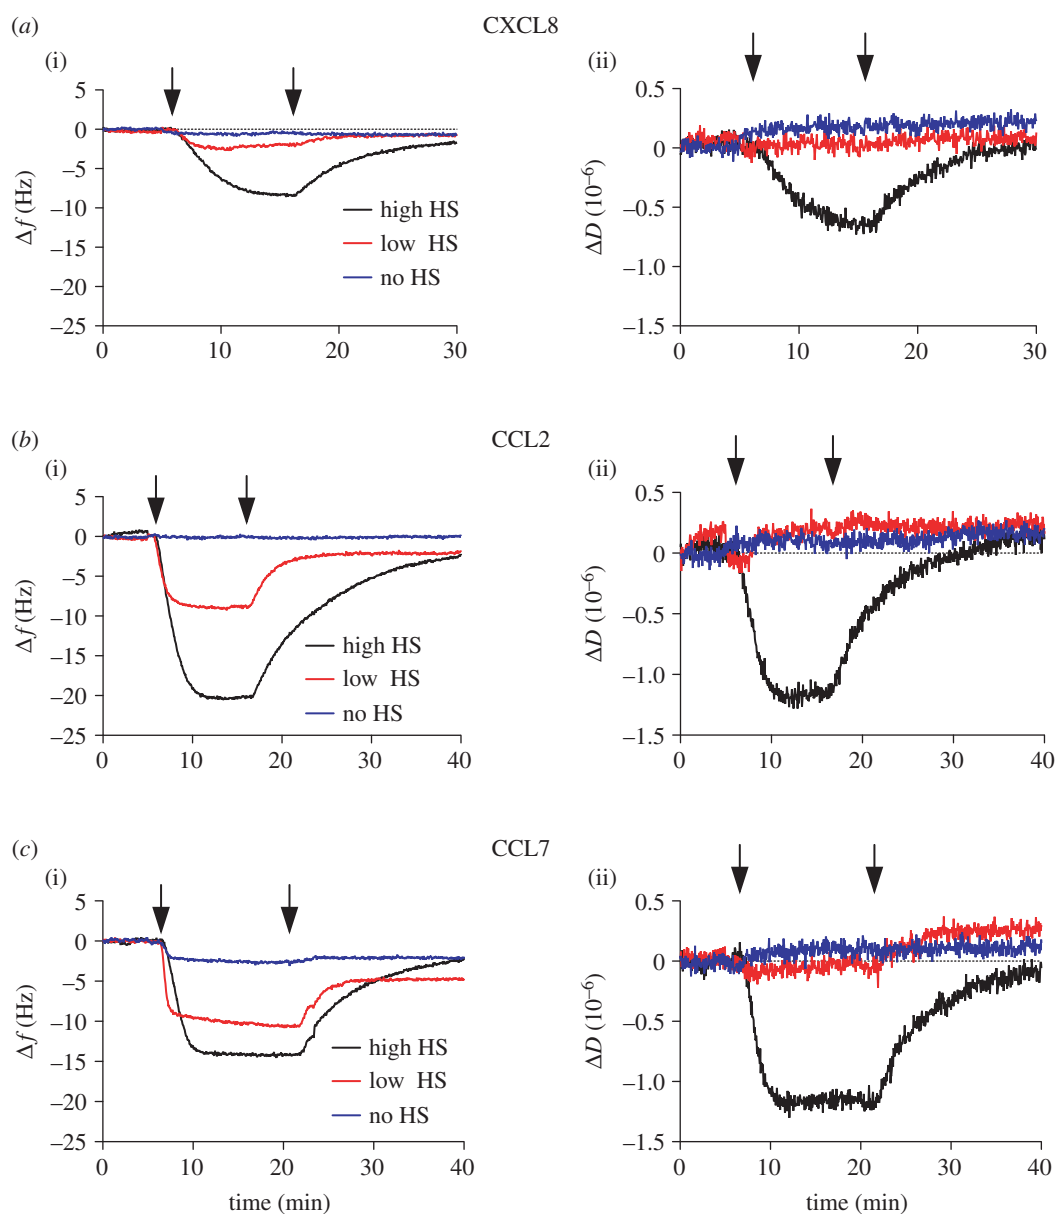 (a) CXCL8
(i) (ii)
5
0
–5
–10
–15
–20
–25
Δf (Hz)
high HS
low HS
no HS
0 10 20 30
0.5
0
–0.5
–1.0
–1.5
ΔD (10–6)
0 10 20 30
(b) CCL2
(i) (ii)
5
0
–5
–10
–15
–20
–25
Δf (Hz)
high HS
low HS
no HS
0 10 20 30 40
0.5
0
–0.5
–1.0
–1.5
ΔD (10–6)
0 10 20 30 40
(c) CCL7
(i) (ii)
5
0
–5
–10
–15
–20
–25
Δf (Hz)
high HS
low HS
no HS
0 10 20 30 40
time (min)
0.5
0
–0.5
–1.0
–1.5
ΔD (10–6)
0 10 20 30 40
time (min)